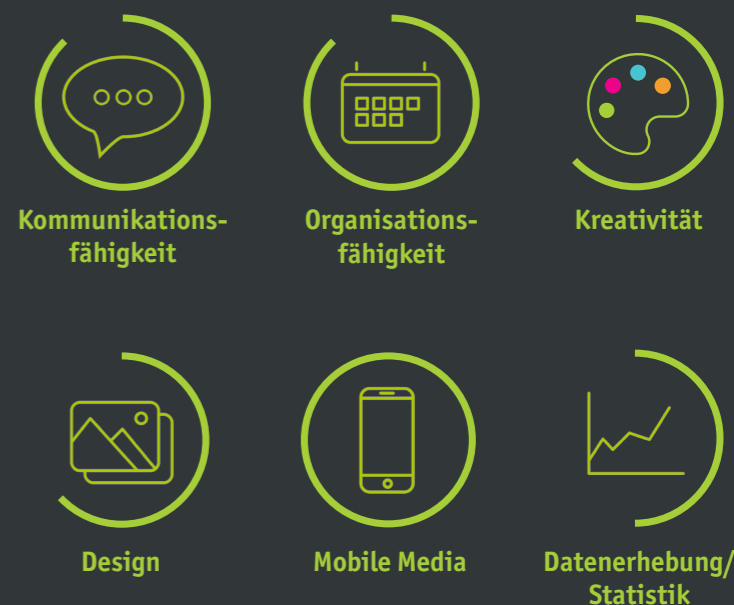 Kommunikations-
fähigkeit
Organisations-
fähigkeit
Kreativität
Design
Mobile Media
Datenerhebung/
Statistik